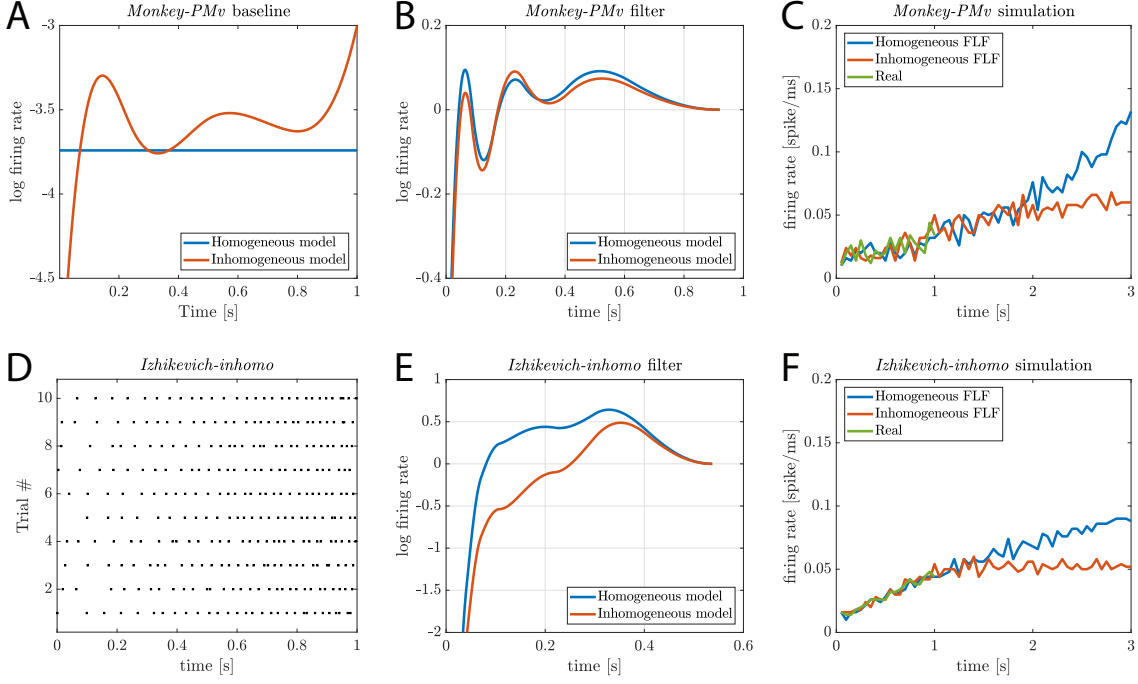 A
Monkey-PMv baseline
log firing rate
-3
-3.5
-4
-4.5
0.2
0.4
0.6
0.8
1
Time [s]
Homogeneous model
Inhomogeneous model
B
Monkey-PMv filter
log firing rate
0.2
0
-0.2
-0.4
0
0.2
0.4
0.6
0.8
1
time [s]
Homogeneous model
Inhomogeneous model
C
Monkey-PMv simulation
firing rate [spike/ms]
0.2
0.15
0.1
0.05
0
0
1
2
3
time [s]
Homogeneous FLF
Inhomogeneous FLF
Real
D
Izhikevich-inhomo
Trial #
10
8
6
4
2
0
0.2
0.4
0.6
0.8
1
time [s]
E
Izhikevich-inhomo filter
log firing rate
1
0.5
0
-0.5
-1
-1.5
-2
0
0.2
0.4
0.6
time [s]
Homogeneous model
Inhomogeneous model
F
Izhikevich-inhomo simulation
firing rate [spike/ms]
0.2
0.15
0.1
0.05
0
0
1
2
3
time [s]
Homogeneous FLF
Inhomogeneous FLF
Real